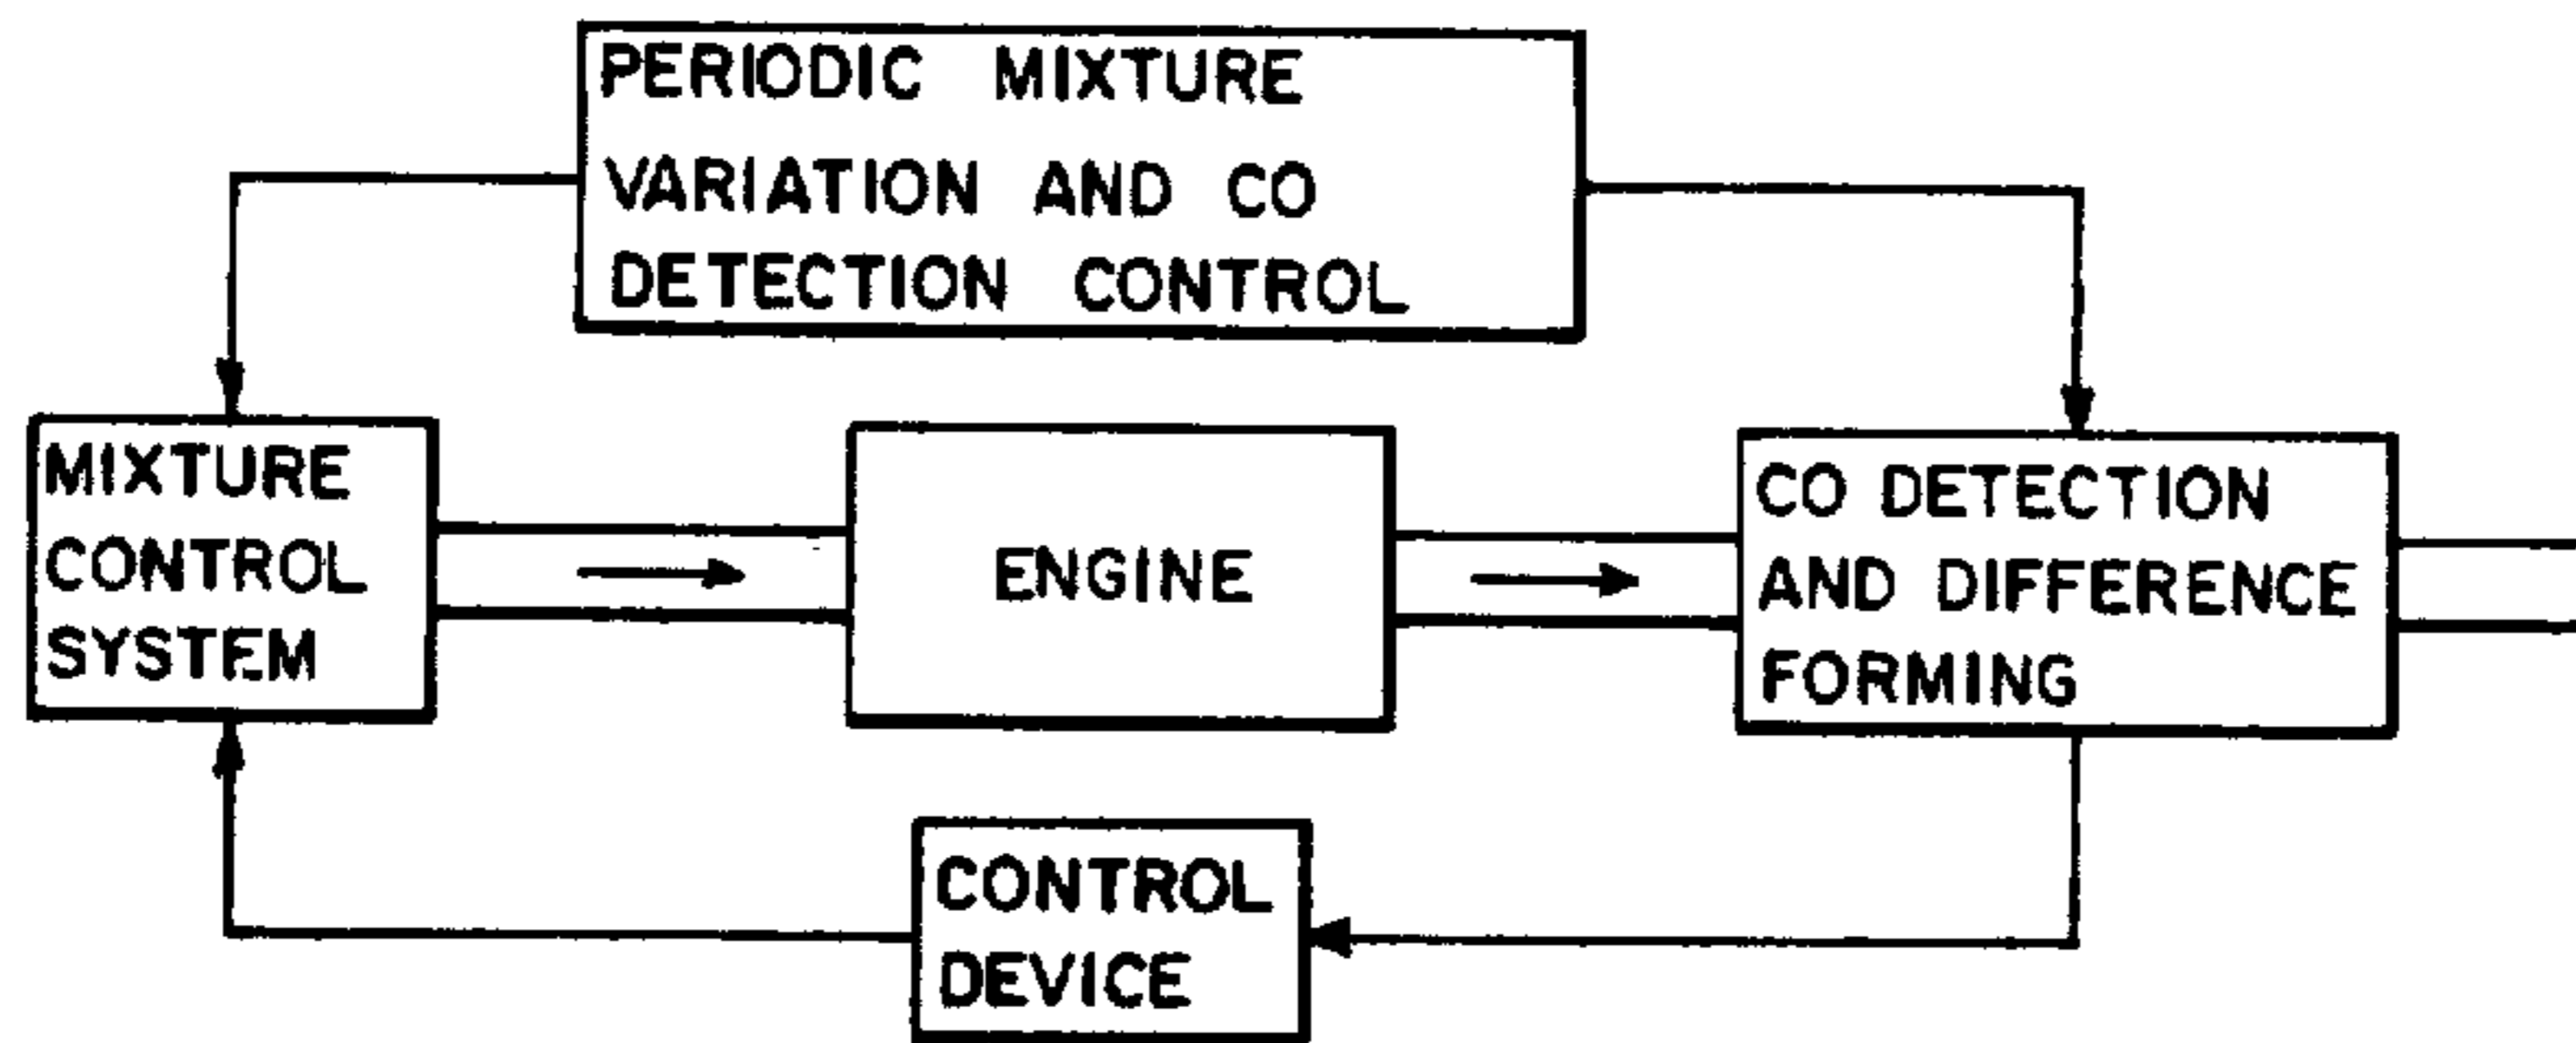 PERIODIC MIXTURE
VARIATION AND CO
DETECTION CONTROL
MIXTURE
CONTROL
SYSTEM
ENGINE
CO DETECTION
AND DIFFERENCE
FORMING
CONTROL
DEVICE